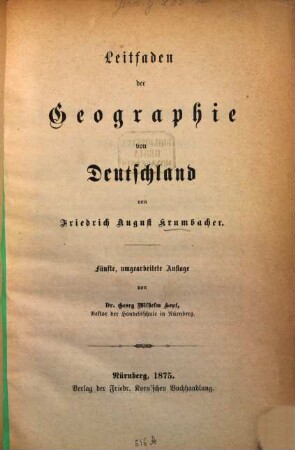 Leitfaden
der
Geographie
von
Deutschland
von
Friedrich August Krumbacher.
Fünfte, umgearbeitete Auflage
von
Dr. Georg Wilhelm Hopf,
Rektor der Handelsschule in Nürnberg.
Nürnberg, 1875.
Verlag der Friedr. Korn'schen Buchhandlung.